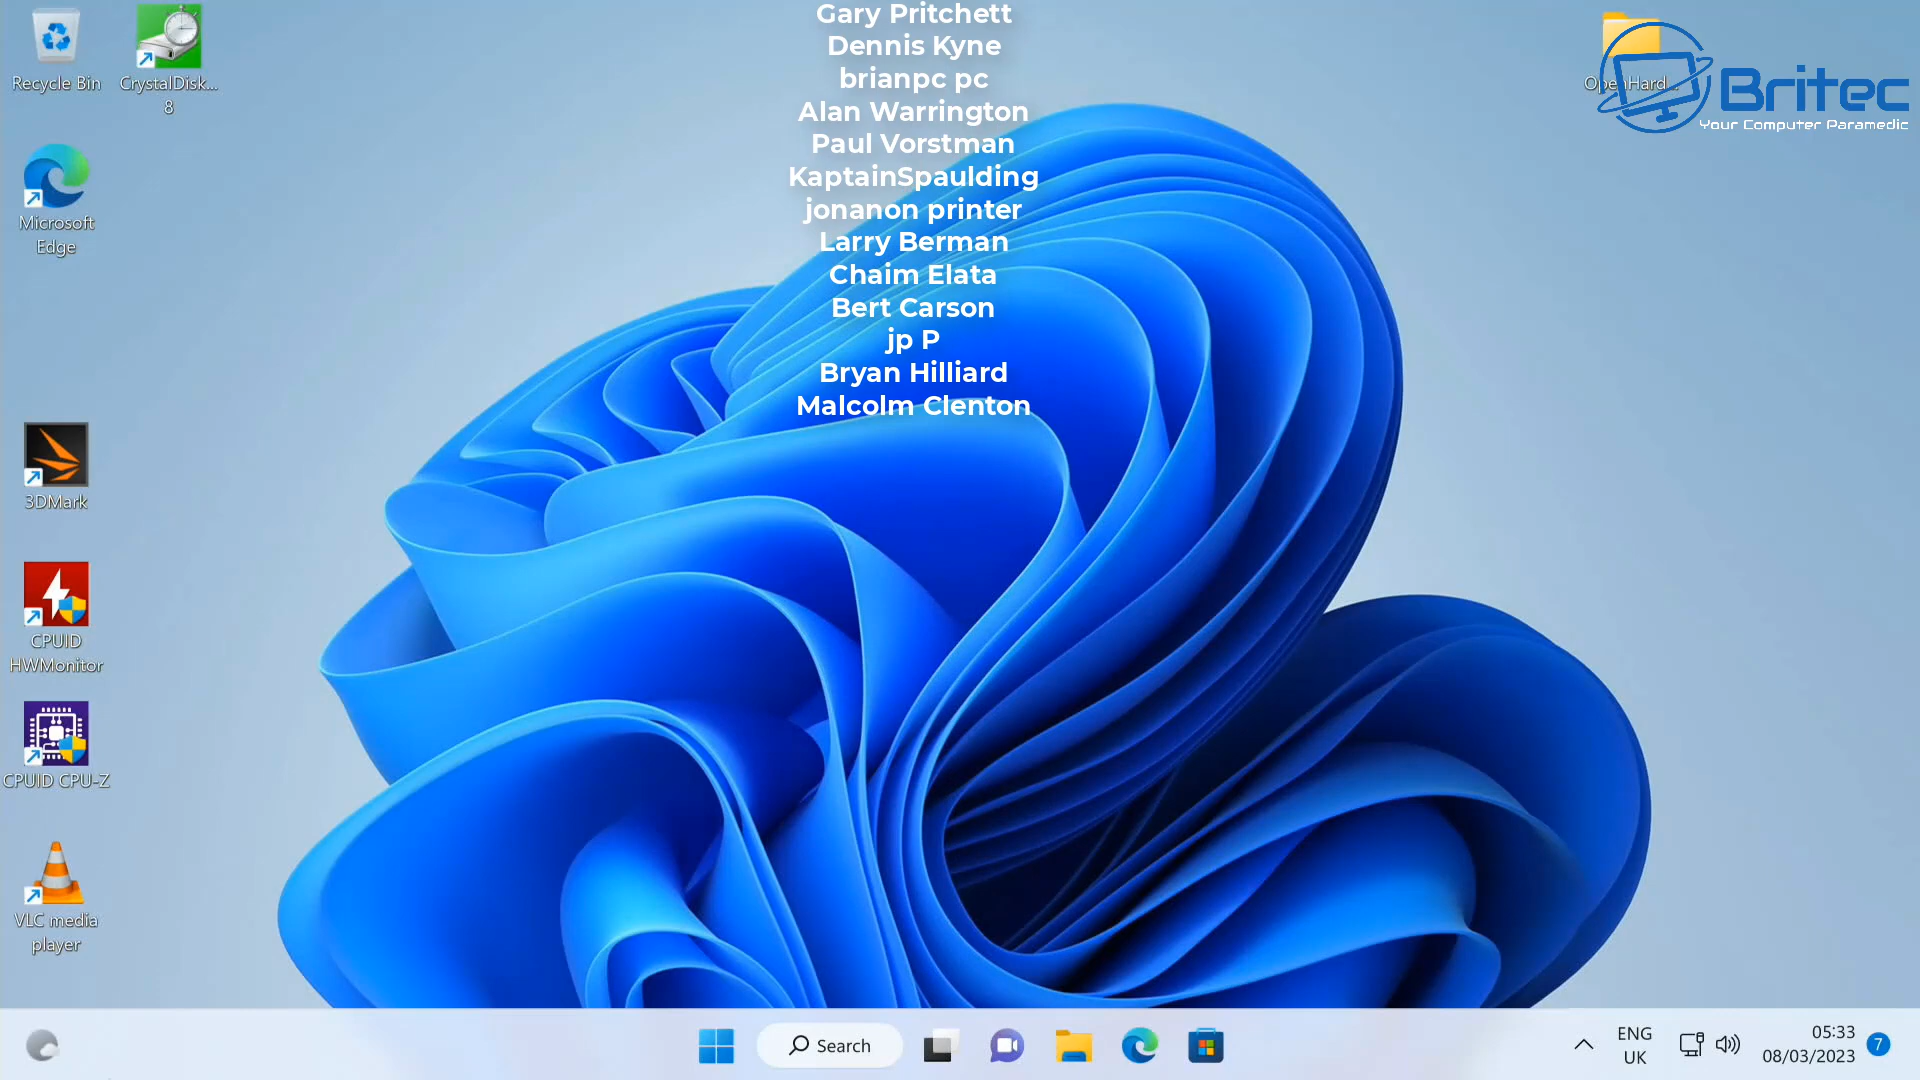 Gary Pritchett
Dennis Kyne
brianpc pc
Alan Warrington
Paul Vorstman
KaptainSpaulding
jonanon printer
Larry Berman
Chaim Elata
Bert Carson
jp P
Bryan Hilliard
Malcolm Clenton
Recycle Bin
CrystalDisk...
8
Microsoft
Edge
3DMark
CPUID
HWMonitor
CPUID CPU-Z
VLC media
player
Britec
Your Computer Paramedic
Search
ENG
UK
05:33
08/03/2023
7